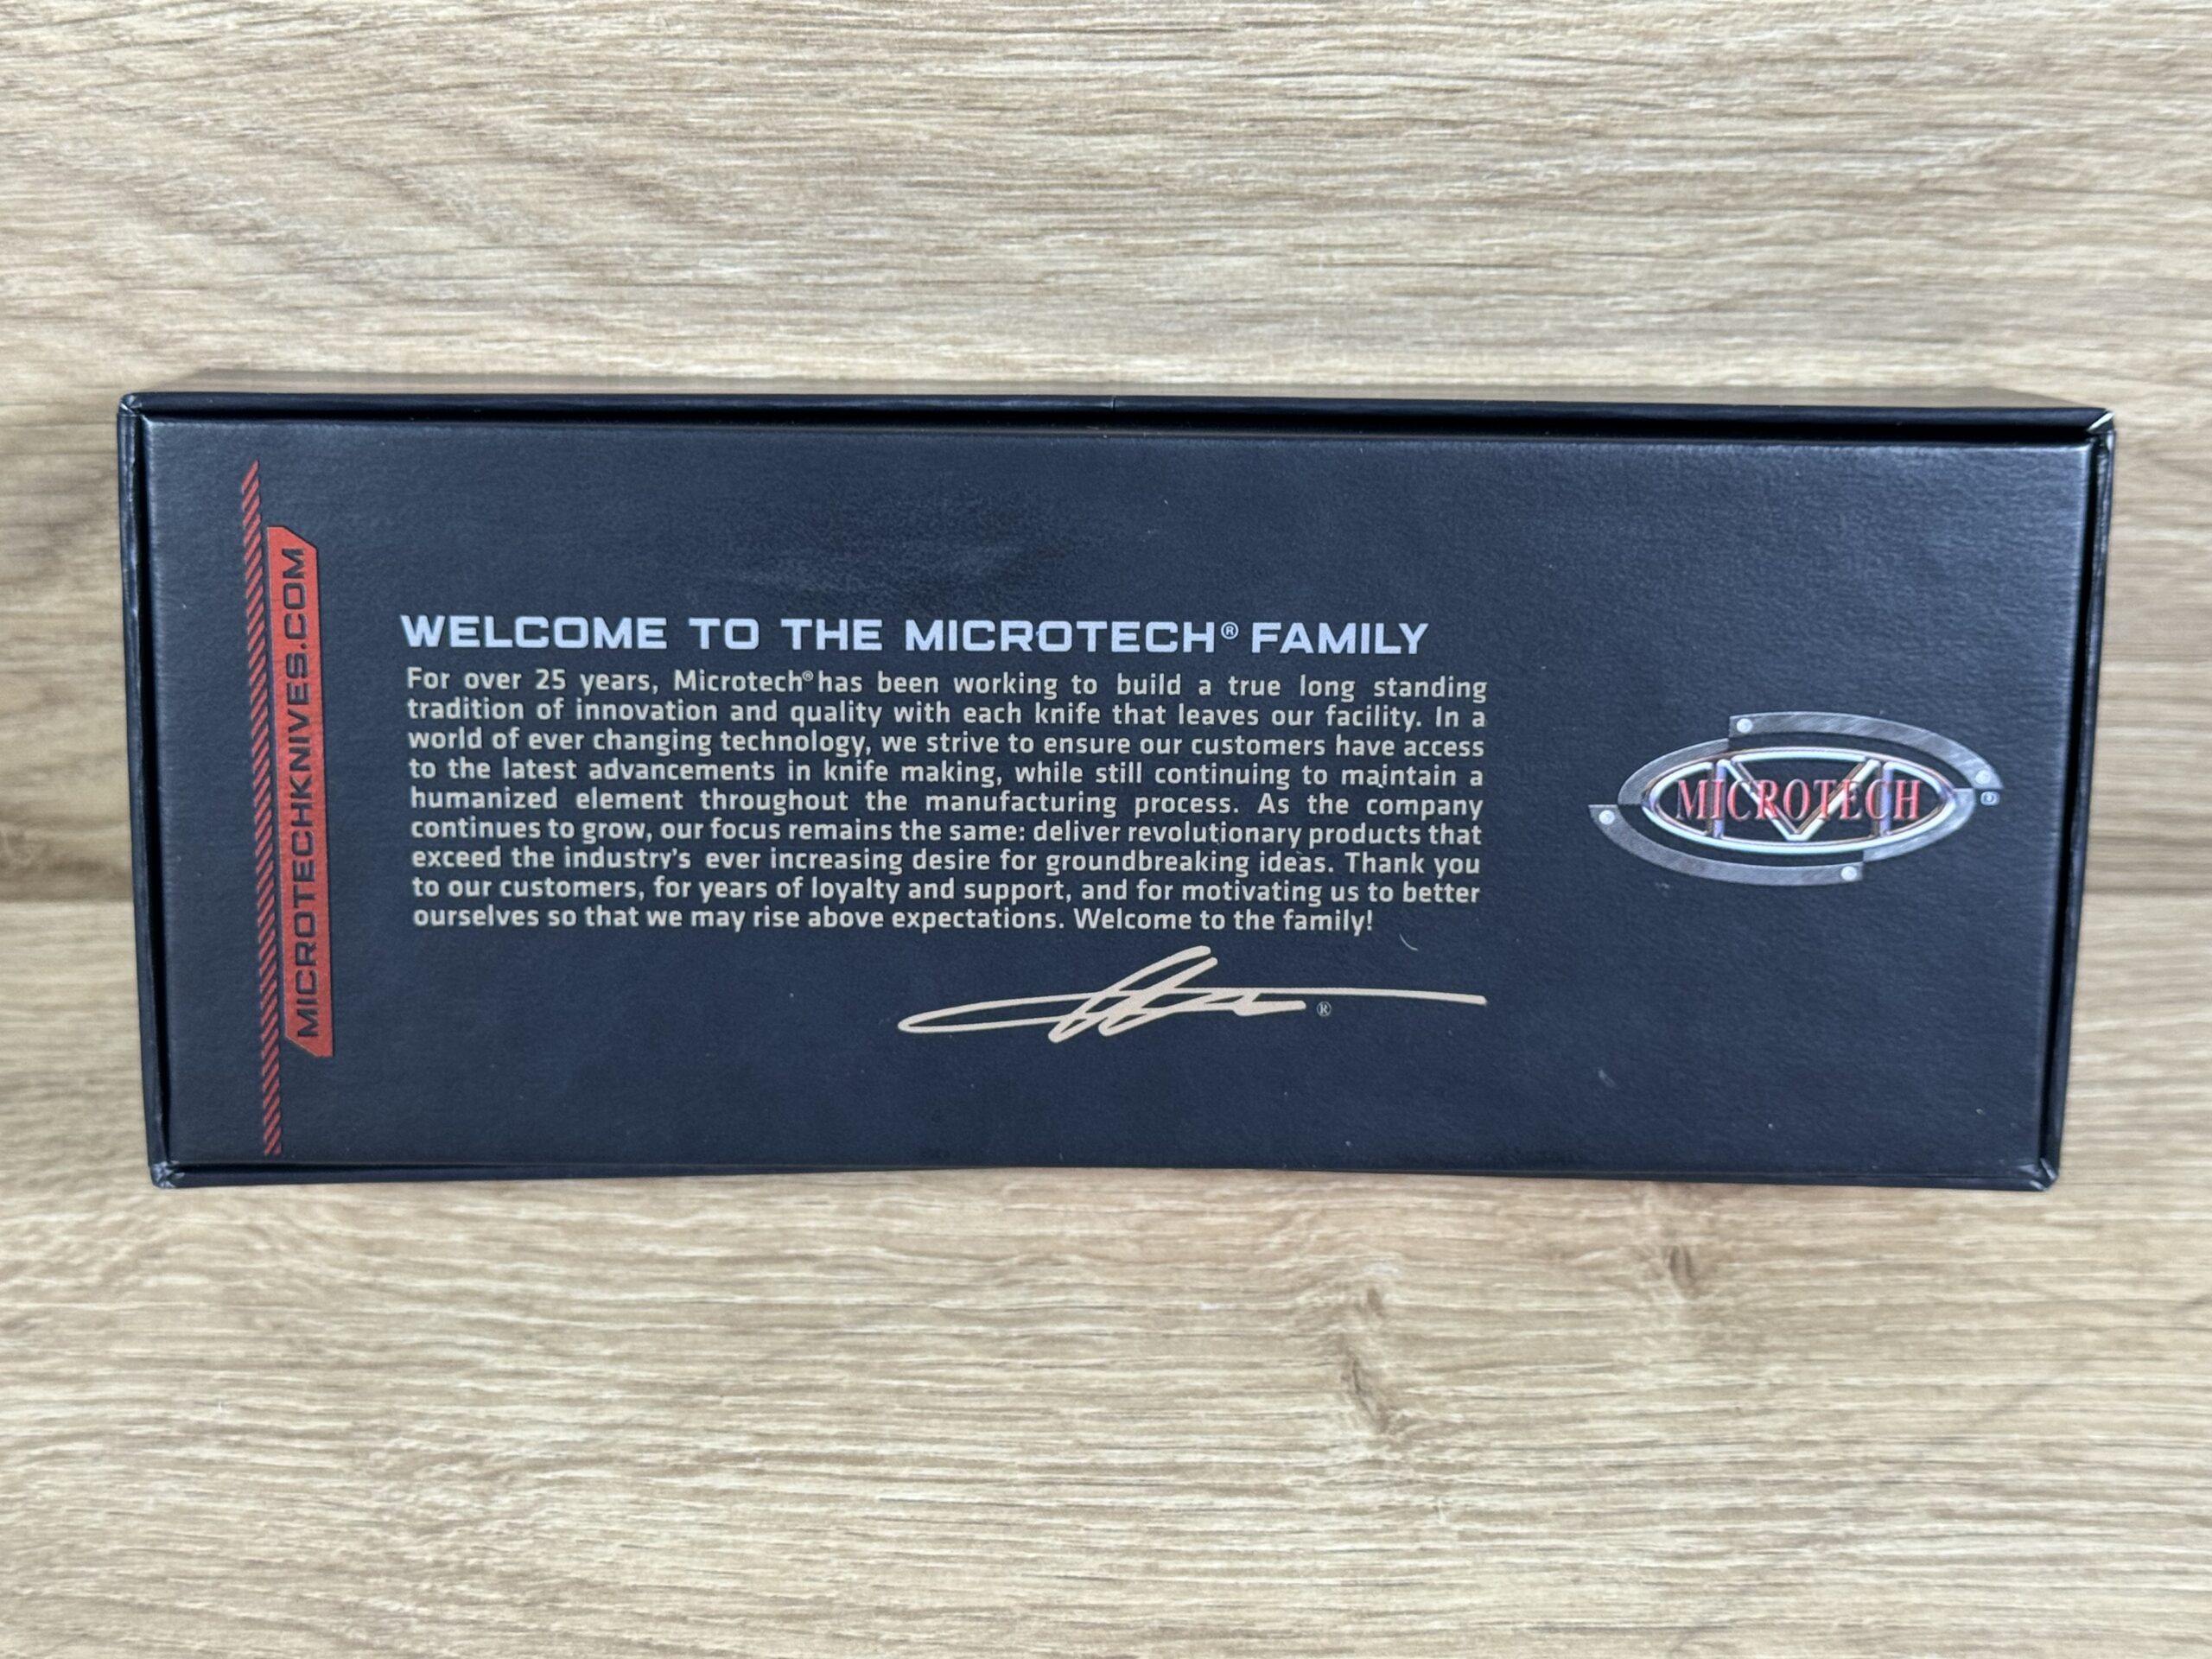 MICROTECHKNIVES.COM
WELCOME TO THE MICROTECH® FAMILY
For over 25 years, Microtech® has been working to build a true long standing
tradition of innovation and quality with each knife that leaves our facility. In a
world of ever changing technology, we strive to ensure our customers have access
to the latest advancements in knife making, while still continuing to maintain a
humanized element throughout the manufacturing process. As the company
continues to grow, our focus remains the same: deliver revolutionary products that
exceed the industry's ever increasing desire for groundbreaking ideas. Thank you
to our customers, for years of loyalty and support, and for motivating us to better
ourselves so that we may rise above expectations. Welcome to the family!
®
MICROTECH®